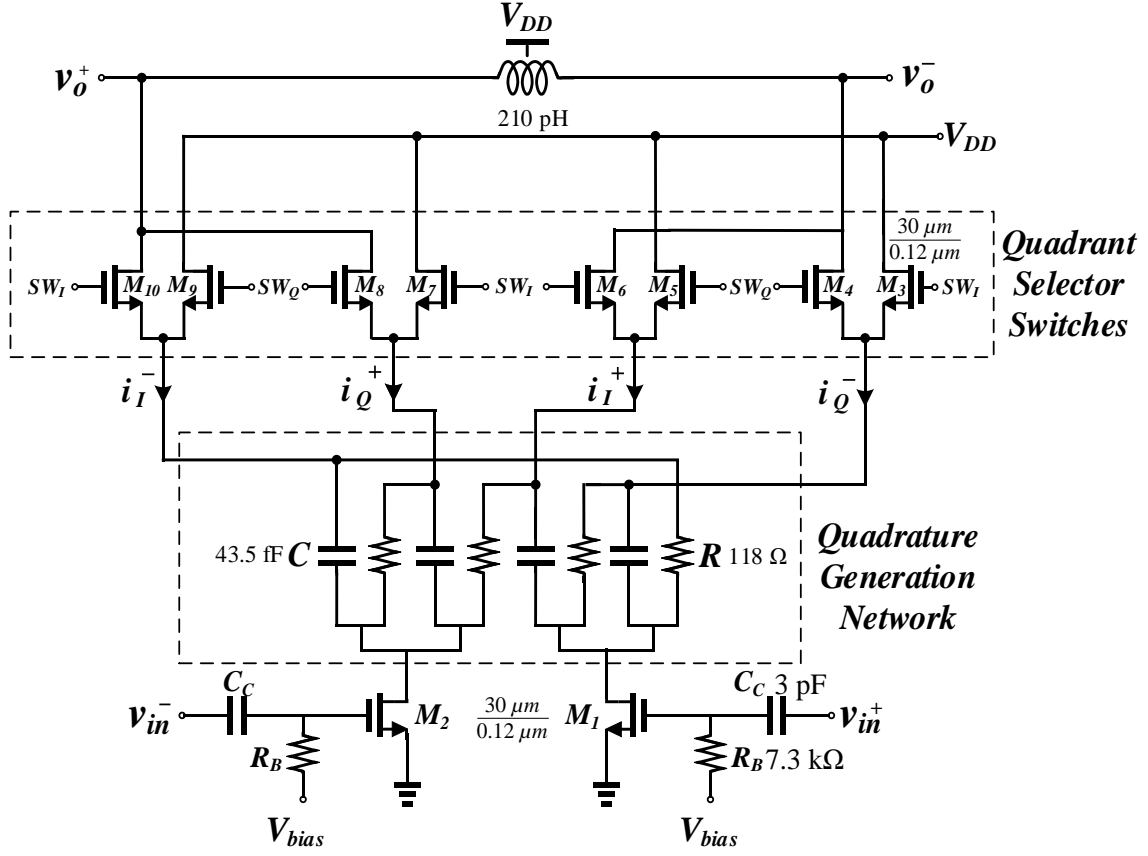 V_DD
v_o^+
v_o^-
210 pH
V_DD
30 μm
0.12 μm
Quadrant
Selector
Switches
SW_I
M_10
M_9
SW_Q
M_8
M_7
SW_I
M_6
M_5
SW_Q
M_4
M_3
SW_I
i_I^-
i_Q^+
i_I^+
i_Q^-
43.5 fF
C
R
118 Ω
Quadrature
Generation
Network
C_C
C_C 3 pF
v_in^-
M_2
30 μm
0.12 μm
M_1
v_in^+
R_B
R_B 7.3 kΩ
V_bias
V_bias